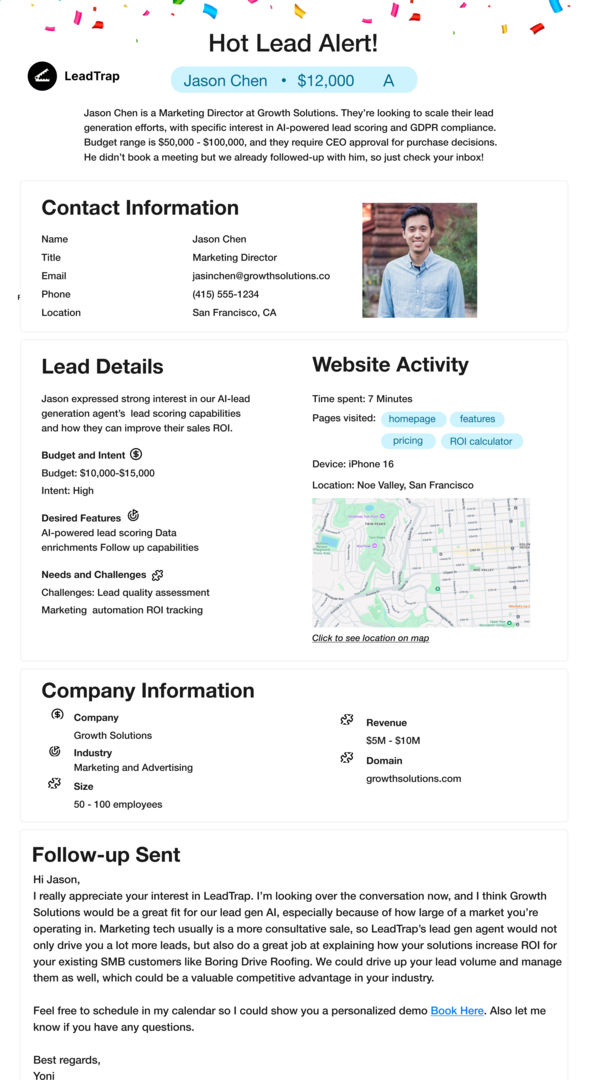 Hot Lead Alert!
LeadTrap
Jason Chen • $12,000 A
Jason Chen is a Marketing Director at Growth Solutions. They're looking to scale their lead
generation efforts, with specific interest in AI-powered lead scoring and GDPR compliance.
Budget range is $50,000 - $100,000, and they require CEO approval for purchase decisions.
He didn't book a meeting but we already followed-up with him, so just check your inbox!
Contact Information
Name Jason Chen
Title Marketing Director
Email jasinchen@growthsolutions.co
Phone (415) 555-1234
Location San Francisco, CA
Lead Details
Jason expressed strong interest in our AI-lead
generation agent's lead scoring capabilities
and how they can improve their sales ROI.
Budget and Intent
Budget: $10,000-$15,000
Intent: High
Desired Features
AI-powered lead scoring Data
enrichments Follow up capabilities
Needs and Challenges
Challenges: Lead quality assessment
Marketing automation ROI tracking
Website Activity
Time spent: 7 Minutes
Pages visited: homepage features
pricing ROI calculator
Device: iPhone 16
Location: Noe Valley, San Francisco
TWIN PEAKS
NOE VALLEY
Click to see location on map
Company Information
Company
Growth Solutions
Industry
Marketing and Advertising
Size
50 - 100 employees
Revenue
$5M - $10M
Domain
growthsolutions.com
Follow-up Sent
Hi Jason,
I really appreciate your interest in LeadTrap. I'm looking over the conversation now, and I think Growth
Solutions would be a great fit for our lead gen AI, especially because of how large of a market you're
operating in. Marketing tech usually is a more consultative sale, so LeadTrap's lead gen agent would not
only drive you a lot more leads, but also do a great job at explaining how your solutions increase ROI for
your existing SMB customers like Boring Drive Roofing. We could drive up your lead volume and manage
them as well, which could be a valuable competitive advantage in your industry.
Feel free to schedule in my calendar so I could show you a personalized demo Book Here. Also let me
know if you have any questions.
Best regards,
Yoni